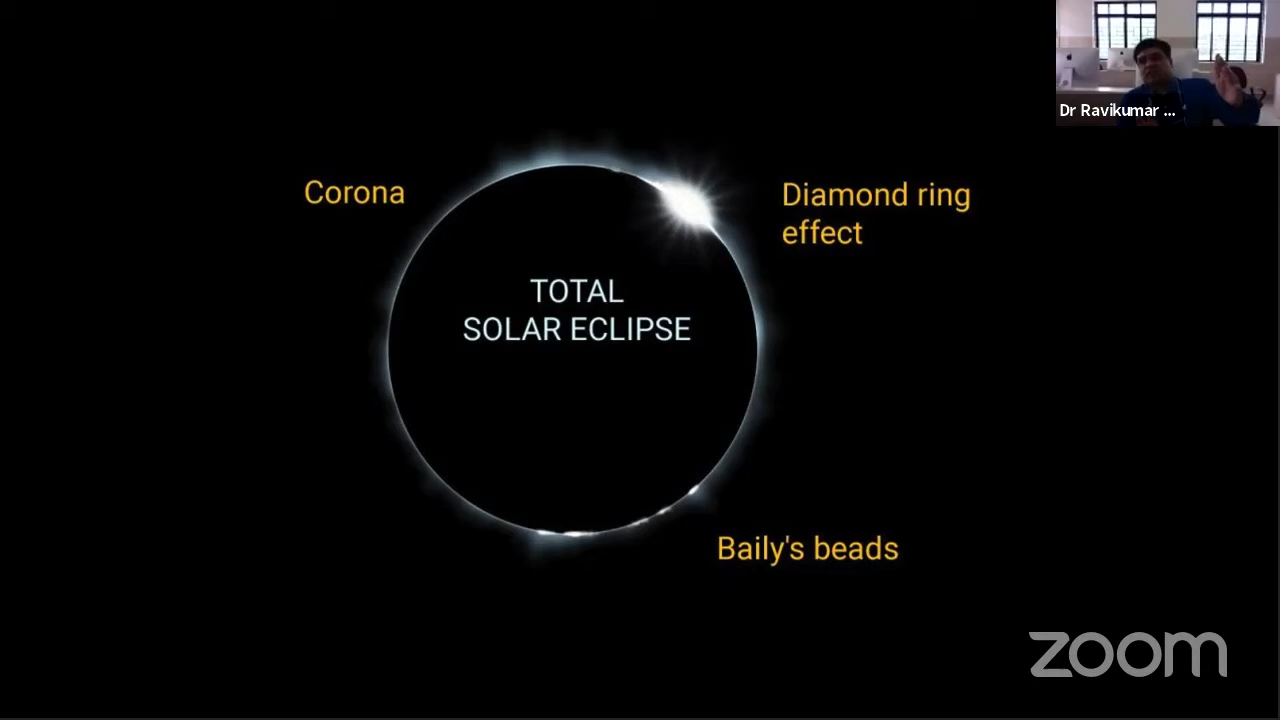 Dr Ravikumar ...
Corona
Diamond ring
effect
TOTAL
SOLAR ECLIPSE
Baily's beads
zoom